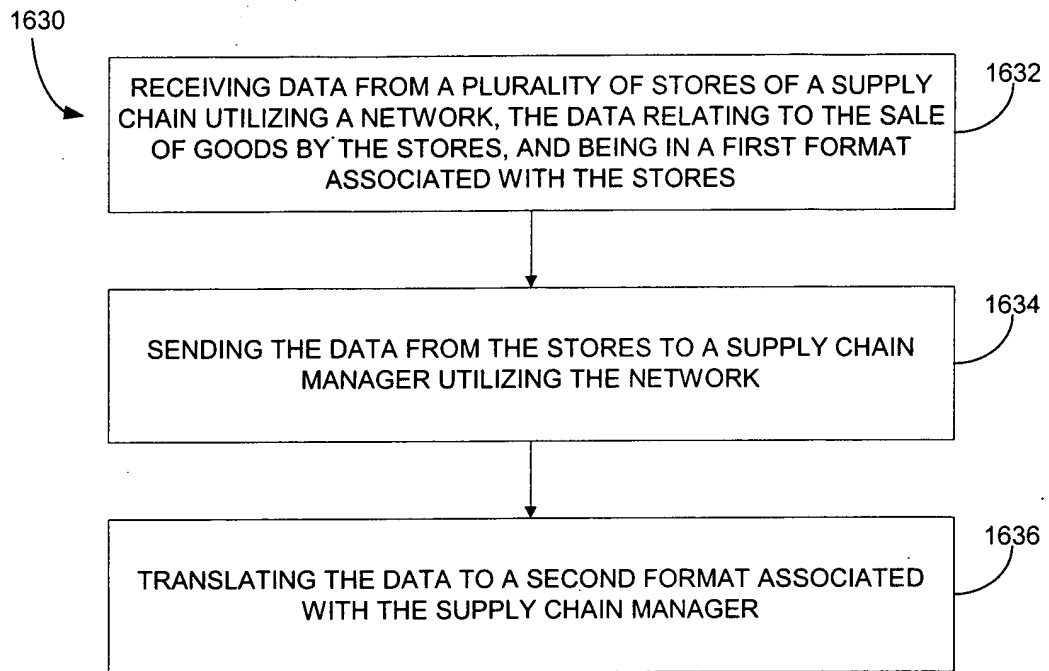 1630
RECEIVING DATA FROM A PLURALITY OF STORES OF A SUPPLY
CHAIN UTILIZING A NETWORK, THE DATA RELATING TO THE SALE
OF GOODS BY THE STORES, AND BEING IN A FIRST FORMAT
ASSOCIATED WITH THE STORES
1632
SENDING THE DATA FROM THE STORES TO A SUPPLY CHAIN
MANAGER UTILIZING THE NETWORK
1634
TRANSLATING THE DATA TO A SECOND FORMAT ASSOCIATED
WITH THE SUPPLY CHAIN MANAGER
1636